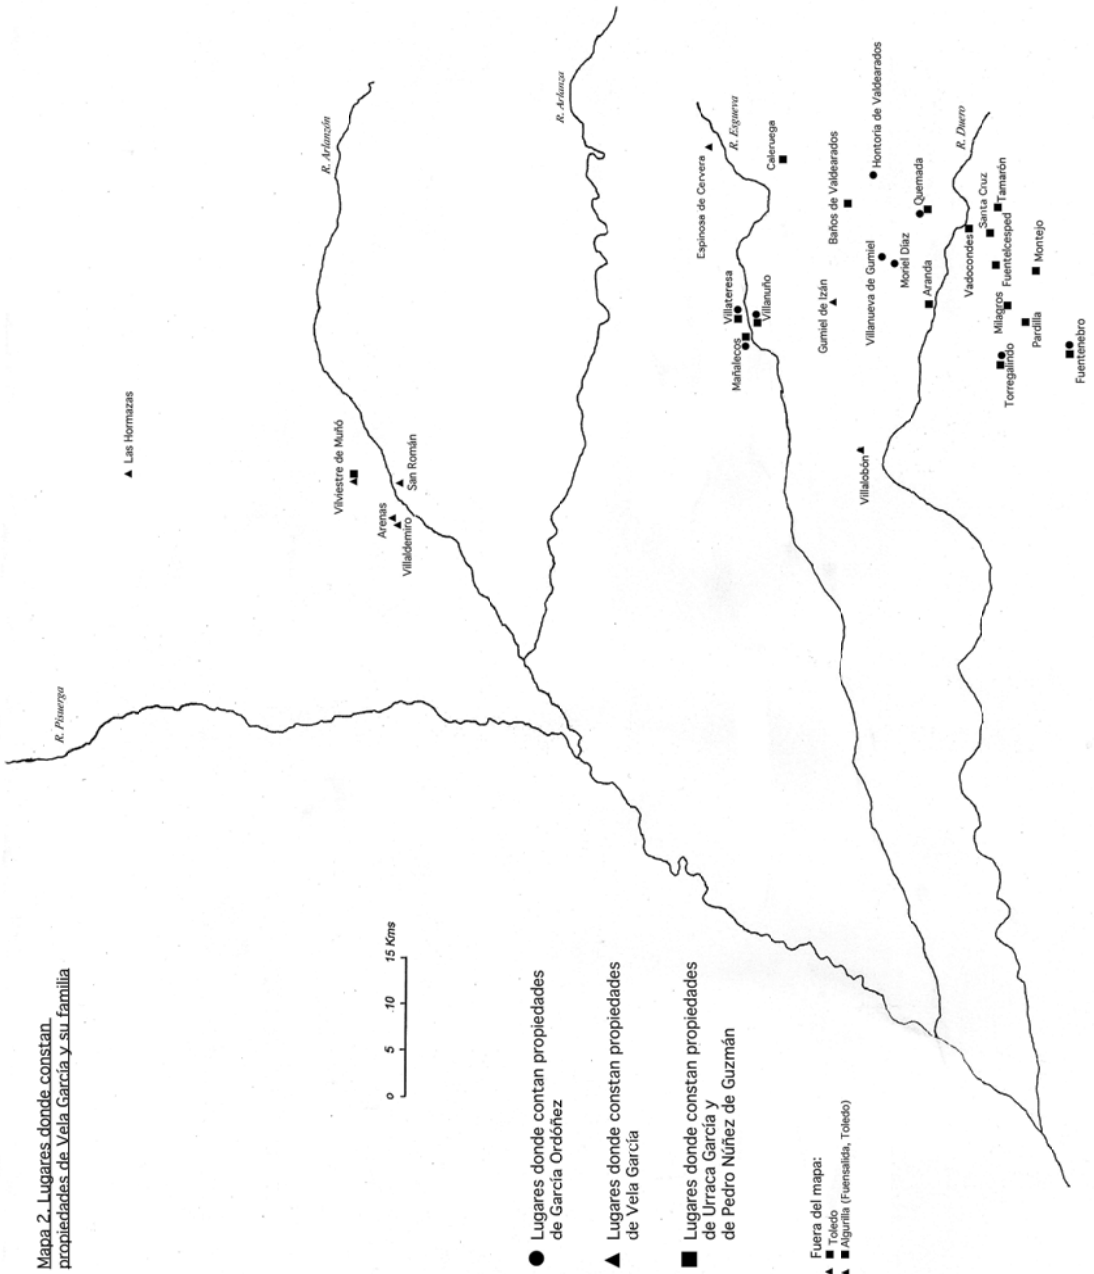 Mapa 2. Lugares donde constan
propiedades de Vela García y su familia
0 5 10 15 Kms
Lugares donde contan propiedades
de García Ordóñez
Lugares donde constan propiedades
de Vela García
Lugares donde constan propiedades
de Urraca García y
de Pedro Núñez de Guzmán
Fuera del mapa:
Toledo
Algurilla (Fuensalida, Toledo)
R. Pisuerga
Las Hormazas
R. Arlanzón
Vilviestre de Muñó
Arenas
Villaldemiro
San Román
R. Arlanza
Espinosa de Cervera
R. Esgueva
Caleruega
Villateresa
Mañalecos
Villanuño
Baños de Valdearados
Hontoria de Valdearados
Gumiel de Izán
Villanueva de Gumiel
Moriel Díaz
Quemada
Aranda
Villalobón
R. Duero
Vadocondes
Santa Cruz
Tamarón
Fuentelcesped
Milagros
Montejo
Pardilla
Torregalindo
Fuentenebro